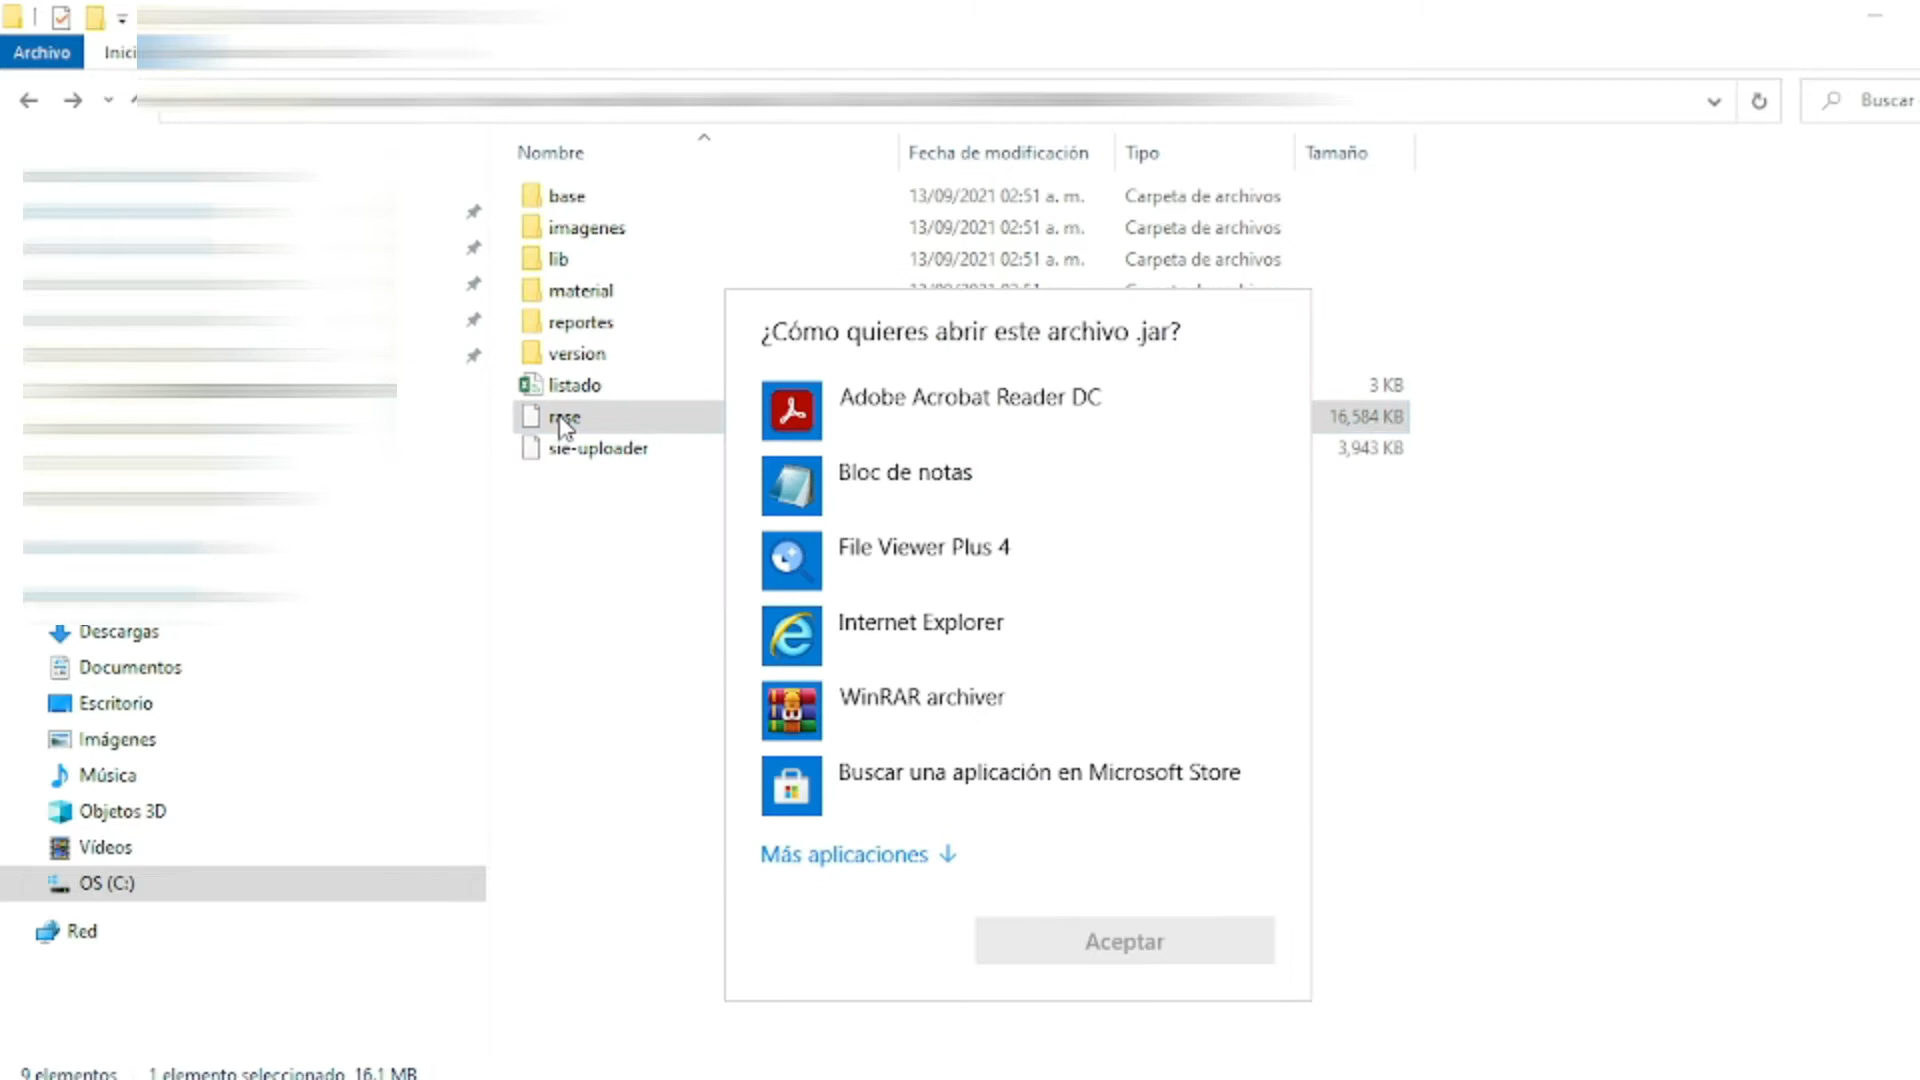 Archivo
Buscar
Nombre
Fecha de modificación
Tipo
Tamaño
base 13/09/2021 02:51 a. m. Carpeta de archivos
imagenes 13/09/2021 02:51 a. m. Carpeta de archivos
lib 13/09/2021 02:51 a. m. Carpeta de archivos
material
reportes
version
listado 3 KB
16,584 KB
sie-uploader 3,943 KB
¿Cómo quieres abrir este archivo .jar?
Adobe Acrobat Reader DC
Bloc de notas
File Viewer Plus 4
Internet Explorer
WinRAR archiver
Buscar una aplicación en Microsoft Store
Más aplicaciones
Aceptar
Descargas
Documentos
Escritorio
Imágenes
Música
Objetos 3D
Vídeos
OS (C:)
Red
9 elementos 1 elemento seleccionado 16.1 MB